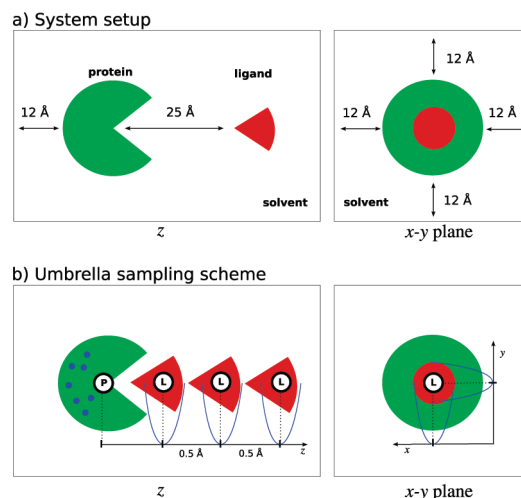 a) System setup
protein
ligand
12 Å
25 Å
solvent
z
12 Å
12 Å
12 Å
12 Å
solvent
x-y plane
b) Umbrella sampling scheme
P
L
L
L
0.5 Å
0.5 Å
z
z
L
y
x
x-y plane